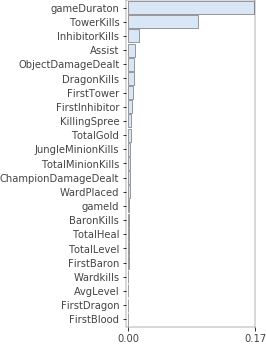 gameDuraton
TowerKills
InhibitorKills
Assist
ObjectDamageDealt
DragonKills
FirstTower
FirstInhibitor
KillingSpree
TotalGold
JungleMinionKills
TotalMinionKills
ChampionDamageDealt
WardPlaced
gameId
BaronKills
TotalHeal
TotalLevel
FirstBaron
Wardkills
AvgLevel
FirstDragon
FirstBlood
0.00 0.17